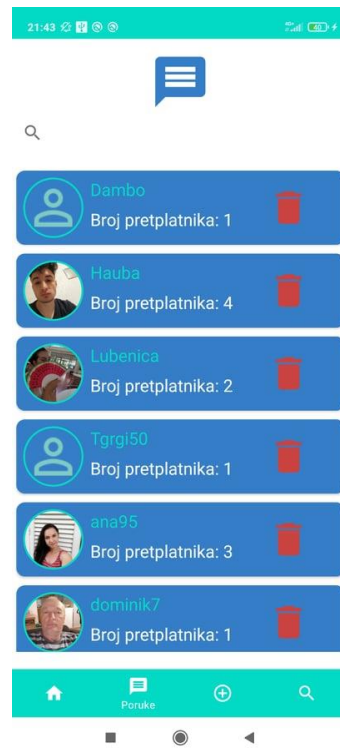 21:43
40
Dambo
Broj pretplatnika: 1
Hauba
Broj pretplatnika: 4
Lubenica
Broj pretplatnika: 2
Tgrgi50
Broj pretplatnika: 1
ana95
Broj pretplatnika: 3
dominik7
Broj pretplatnika: 1
Poruke